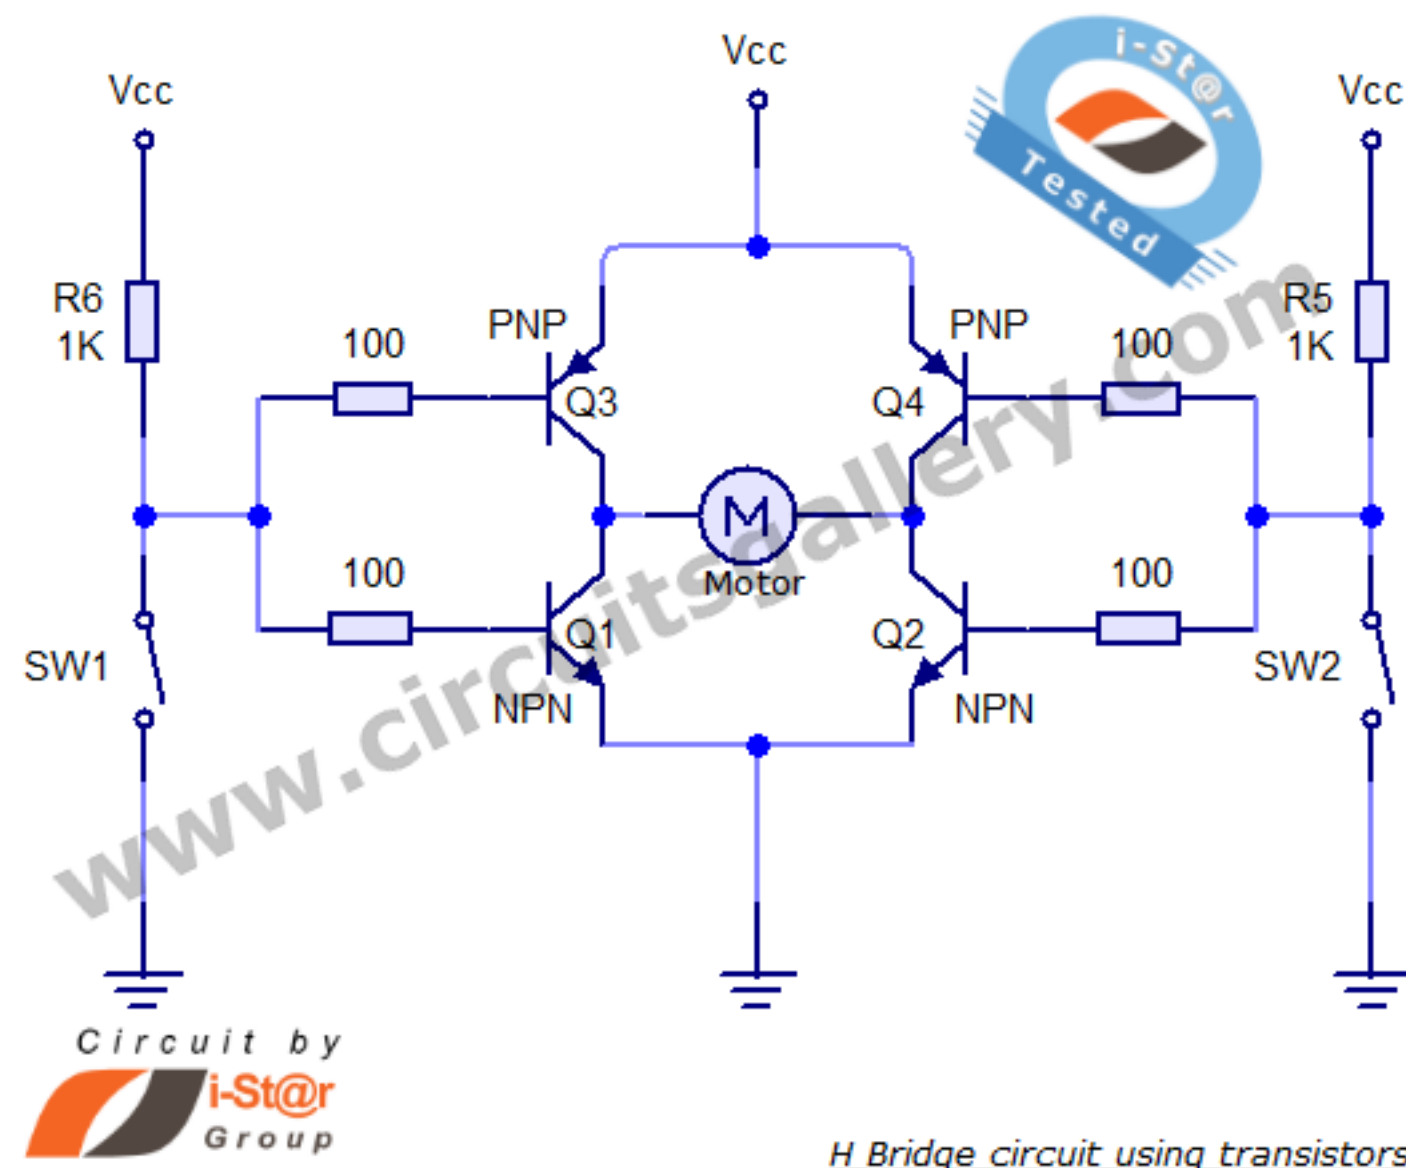 Vcc
Vcc
Vcc
i-St@r
Tested
R6
1K
R5
1K
100
PNP
PNP
100
Q3
Q4
M
Motor
100
100
Q1
Q2
SW1
SW2
NPN
NPN
www.circuitsgallery.com
Circuit by
i-St@r
Group
H Bridge circuit using transistors